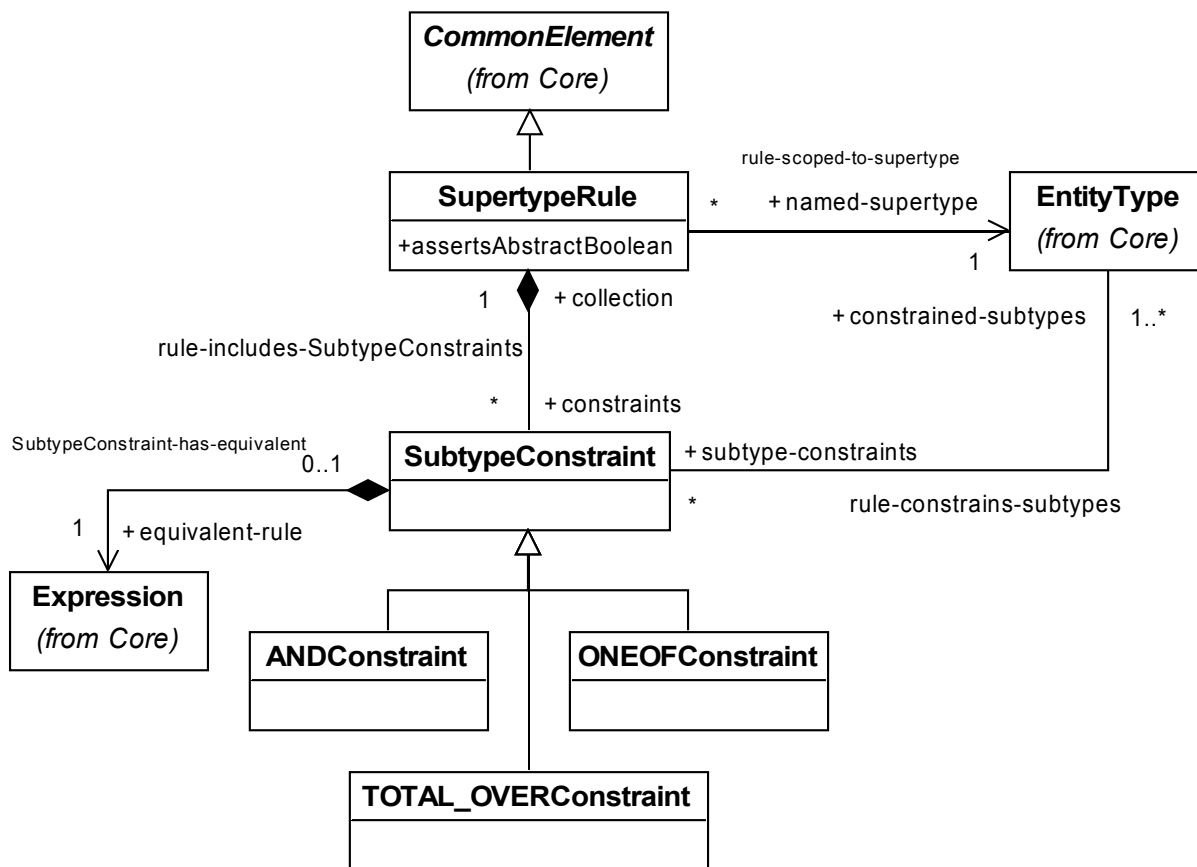 CommonElement
(from Core)
rule-scoped-to-supertype
SupertypeRule
* + named-supertype
EntityType
(from Core)
+assertsAbstractBoolean
1
1 + collection
+ constrained-subtypes 1..*
rule-includes-SubtypeConstraints
* + constraints
SubtypeConstraint-has-equivalent
0..1
SubtypeConstraint
+ subtype-constraints
*
rule-constrains-subtypes
1 + equivalent-rule
Expression
(from Core)
ANDConstraint
ONEOFConstraint
TOTAL_OVERConstraint